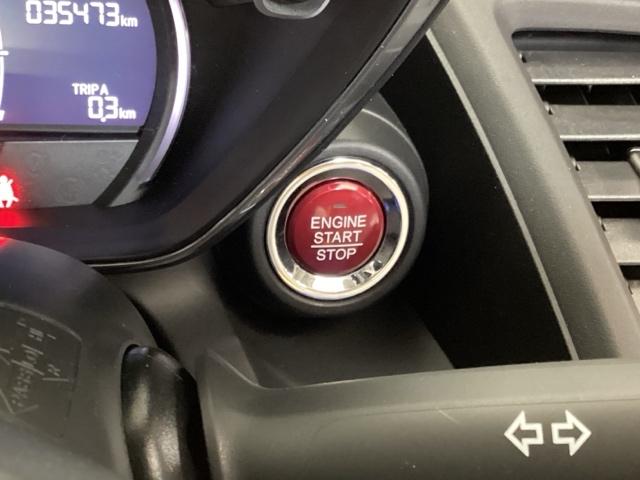 035473km
TRIP A
0.3km
ENGINE
START
STOP